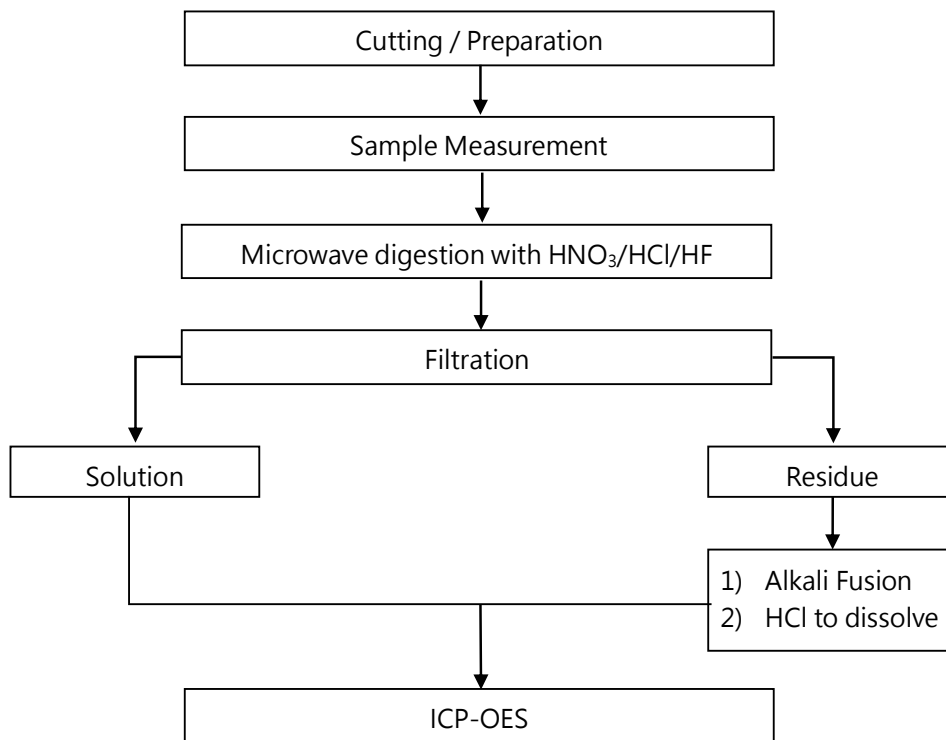 Cutting / Preparation
Sample Measurement
Microwave digestion with HNO₃/HCl/HF
Filtration
Solution
Residue
1) Alkali Fusion
2) HCl to dissolve
ICP-OES